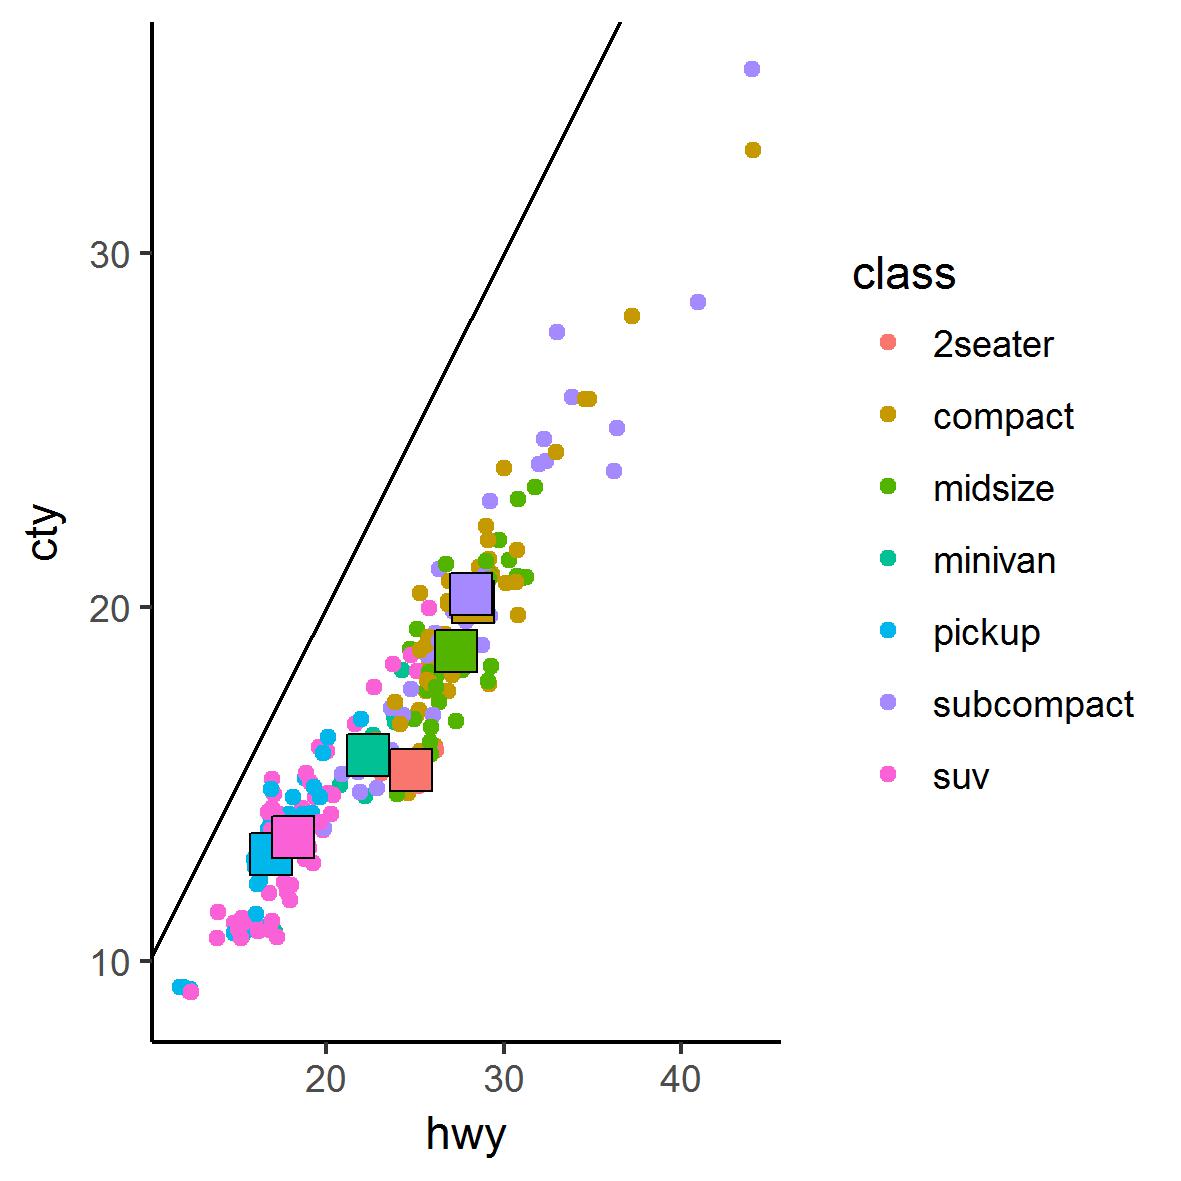 30
20
10
cty
20 30 40
hwy
class
2seater
compact
midsize
minivan
pickup
subcompact
suv